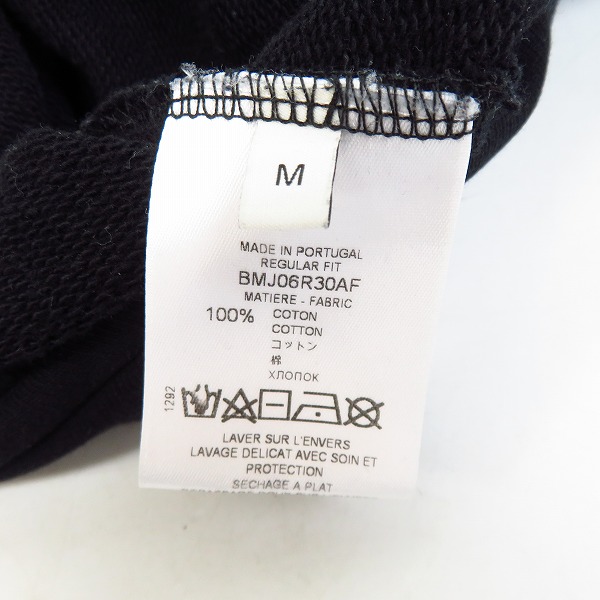 M
MADE IN PORTUGAL
REGULAR FIT
BMJ06R30AF
MATIERE - FABRIC
100% COTON
COTTON
コットン
棉
ХЛОПОК
1292
LAVER SUR L'ENVERS
LAVAGE DELICAT AVEC SOIN ET
PROTECTION
SECHAGE A PLAT